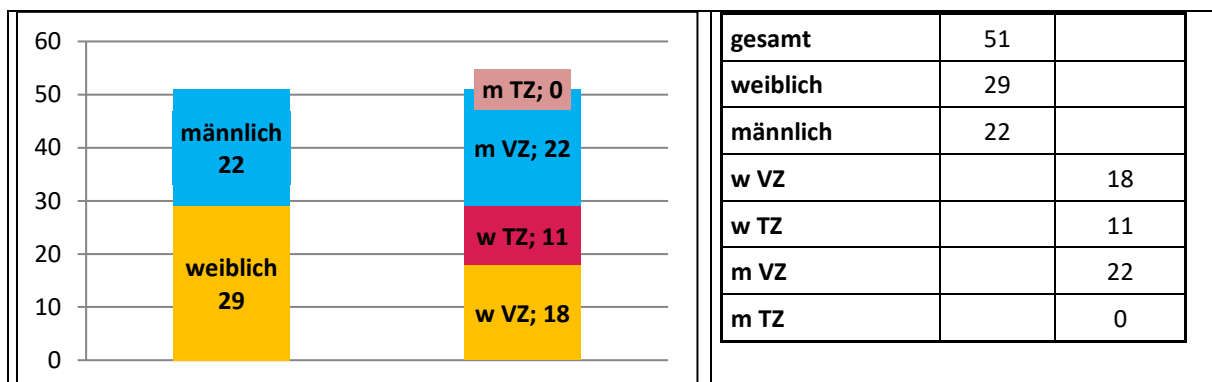 60
50
40
30
20
10
0
männlich
22
weiblich
29
m TZ; 0
m VZ; 22
w TZ; 11
w VZ; 18
gesamt 51
weiblich 29
männlich 22
w VZ 18
w TZ 11
m VZ 22
m TZ 0